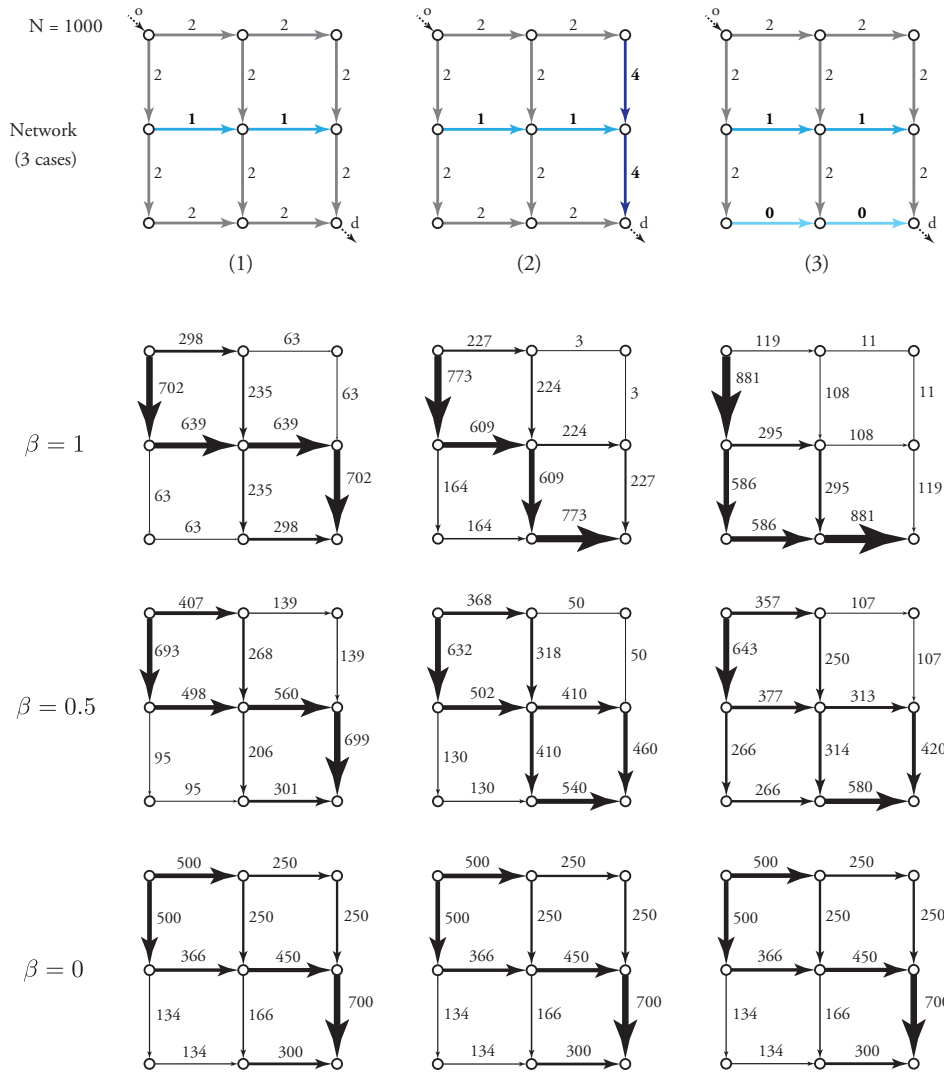 N = 1000
o
o
o
2 2 2 2 2 2
2 2 2 2 2 4 2 2 2
Network
(3 cases)
1 1 1 1 1 1
2 2 2 2 2 4 2 2 2
2 2 2 2 0 0
d d d
(1) (2) (3)
298 63 227 3 119 11
702 235 63 773 224 3 881 108 11
β = 1
639 639 609 224 295 108
63 235 702 164 609 227 586 295 119
63 298 164 773 586 881
407 139 368 50 357 107
693 268 139 632 318 50 643 250 107
β = 0.5
498 560 502 410 377 313
95 206 699 130 410 460 266 314 420
95 301 130 540 266 580
500 250 500 250 500 250
500 250 250 500 250 250 500 250 250
β = 0
366 450 366 450 366 450
134 166 700 134 166 700 134 166 700
134 300 134 300 134 300